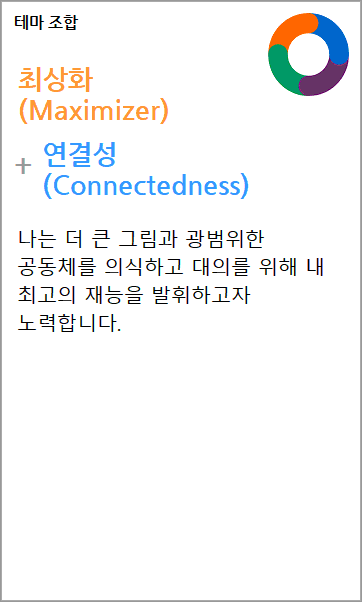 테마 조합
최상화
(Maximizer)
+ 연결성
(Connectedness)
나는 더 큰 그림과 광범위한
공동체를 의식하고 대의를 위해 내
최고의 재능을 발휘하고자
노력합니다.